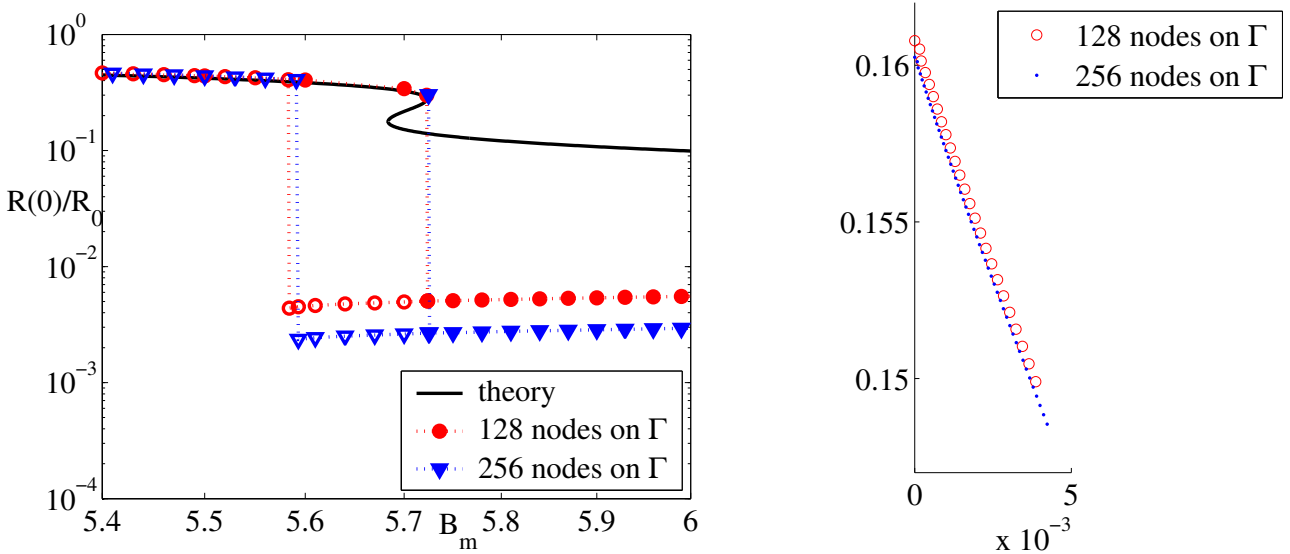 10^0
10^-1
R(0)/R_0
10^-2
10^-3
10^-4
5.4 5.5 5.6 5.7 5.8 5.9 6
B_m
theory
128 nodes on Γ
256 nodes on Γ
128 nodes on Γ
256 nodes on Γ
0.16
0.155
0.15
0 5
x 10^-3